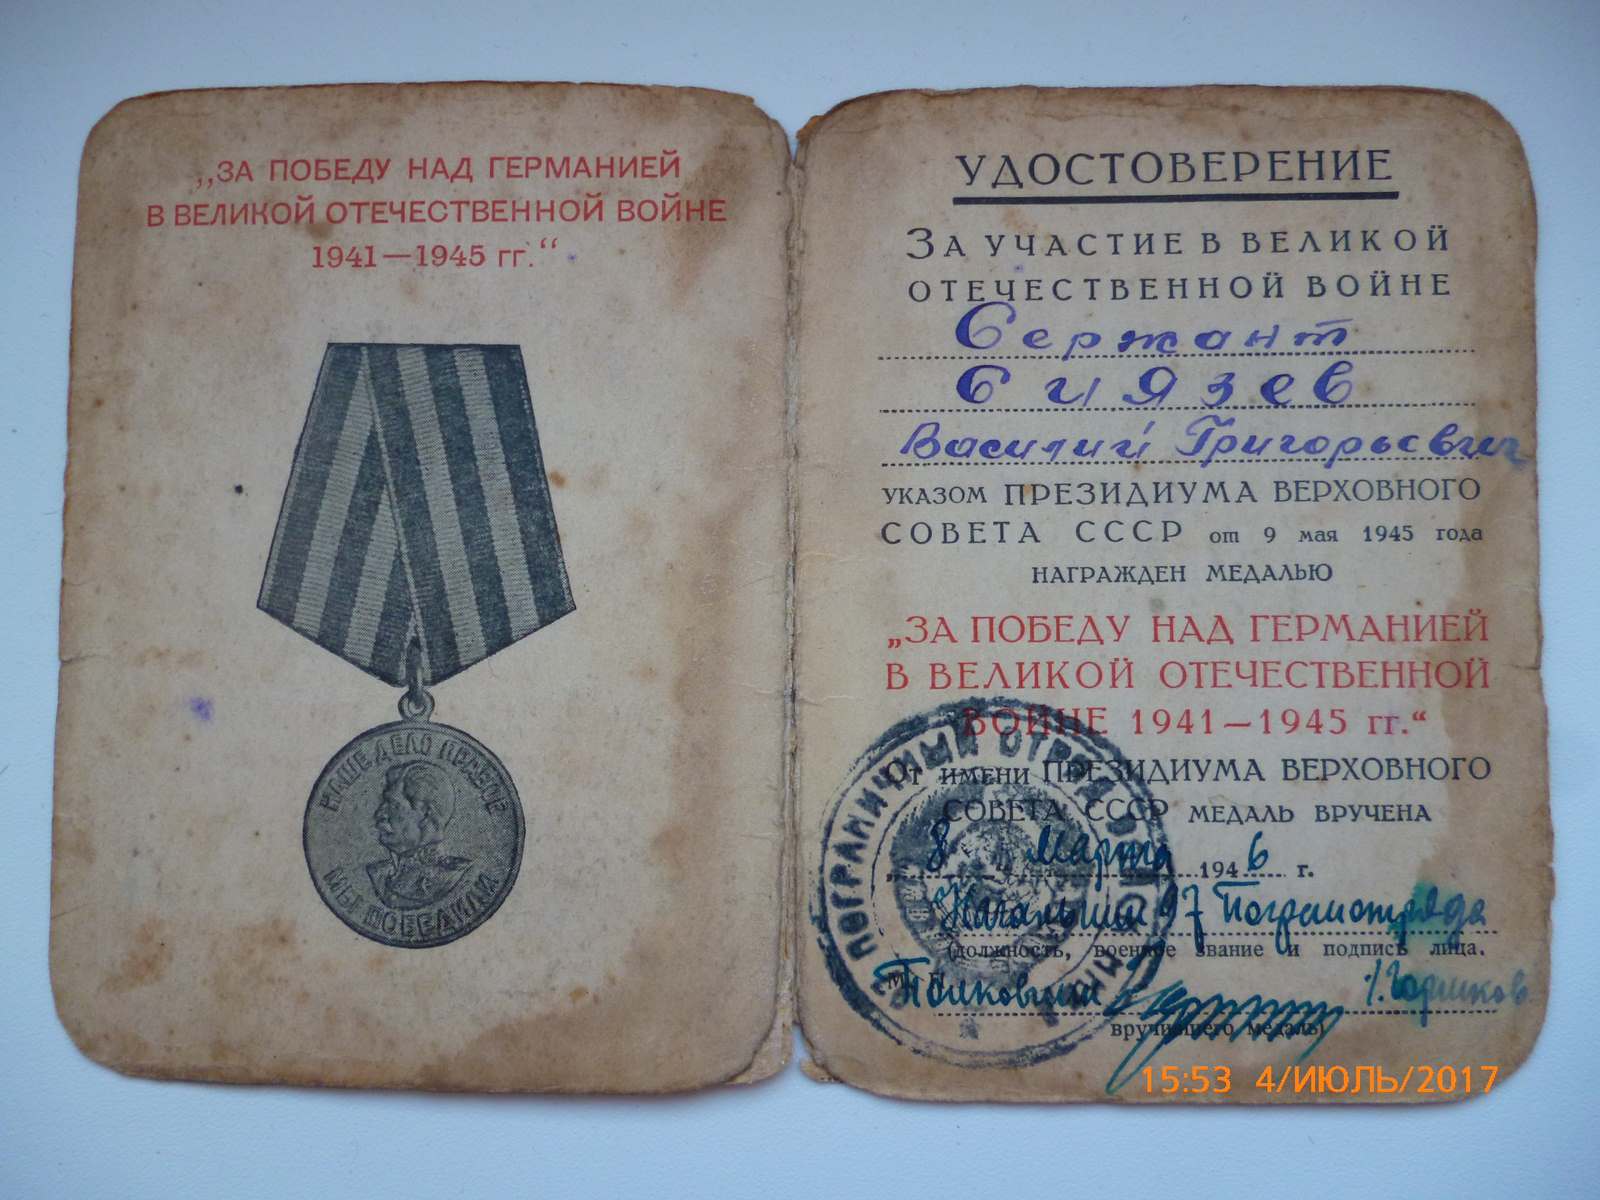 „ЗА ПОБЕДУ НАД ГЕРМАНИЕЙ
В ВЕЛИКОЙ ОТЕЧЕСТВЕННОЙ ВОЙНЕ
1941—1945 гг.“
НАШЕ ДЕЛО ПРАВОЕ
МЫ ПОБЕДИЛИ
УДОСТОВЕРЕНИЕ
ЗА УЧАСТИЕ В ВЕЛИКОЙ
ОТЕЧЕСТВЕННОЙ ВОЙНЕ
Сержант
Сиязев
Василий Григорьевич
УКАЗОМ ПРЕЗИДИУМА ВЕРХОВНОГО
СОВЕТА СССР от 9 мая 1945 года
НАГРАЖДЕН МЕДАЛЬЮ
„ЗА ПОБЕДУ НАД ГЕРМАНИЕЙ
В ВЕЛИКОЙ ОТЕЧЕСТВЕННОЙ
ВОЙНЕ 1941—1945 гг.“
От имени ПРЕЗИДИУМА ВЕРХОВНОГО
СОВЕТА СССР МЕДАЛЬ ВРУЧЕНА
8 Марта 1946 г.
Начальник 97 Погранотряда
(должность, военное звание и подпись лица,
М. П. Полковник
вручившего медаль)
ПОГРАНИЧНЫЙ ОТРЯД
15:53 4/ИЮЛЬ/2017